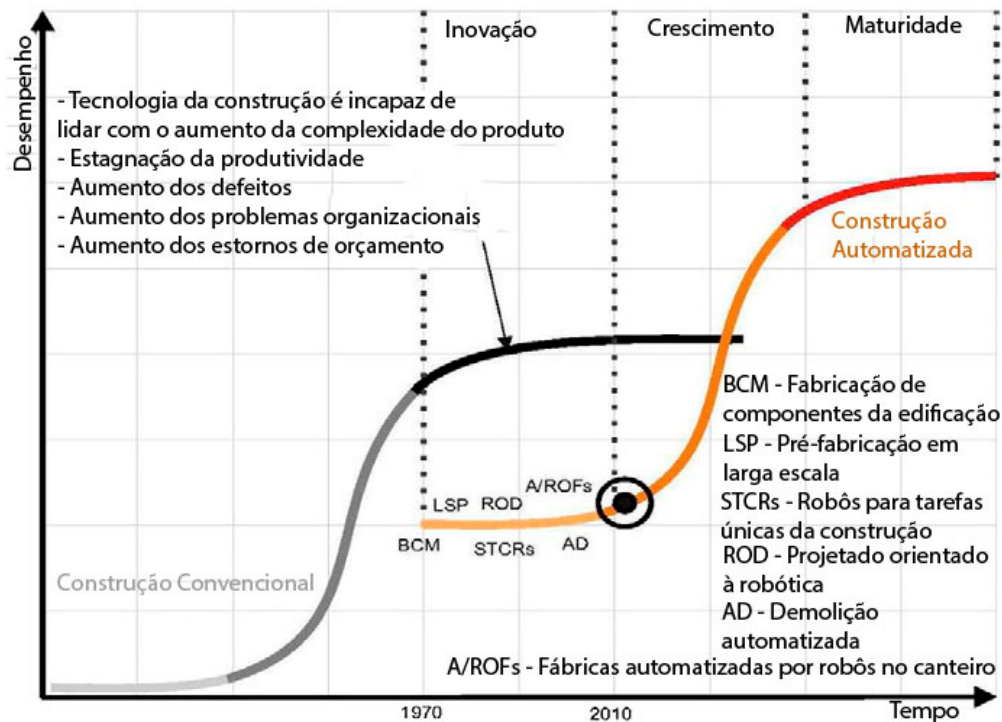 Desempenho
Inovação
Crescimento
Maturidade
- Tecnologia da construção é incapaz de
lidar com o aumento da complexidade do produto
- Estagnação da produtividade
- Aumento dos defeitos
- Aumento dos problemas organizacionais
- Aumento dos estornos de orçamento
Construção
Automatizada
BCM - Fabricação de
componentes da edificação
LSP - Pré-fabricação em
larga escala
STCRs - Robôs para tarefas
únicas da construção
ROD - Projetado orientado
à robótica
AD - Demolição
automatizada
A/ROFs - Fábricas automatizadas por robôs no canteiro
LSP
ROD
A/ROFs
BCM
STCRs
AD
Construção Convencional
1970
2010
Tempo